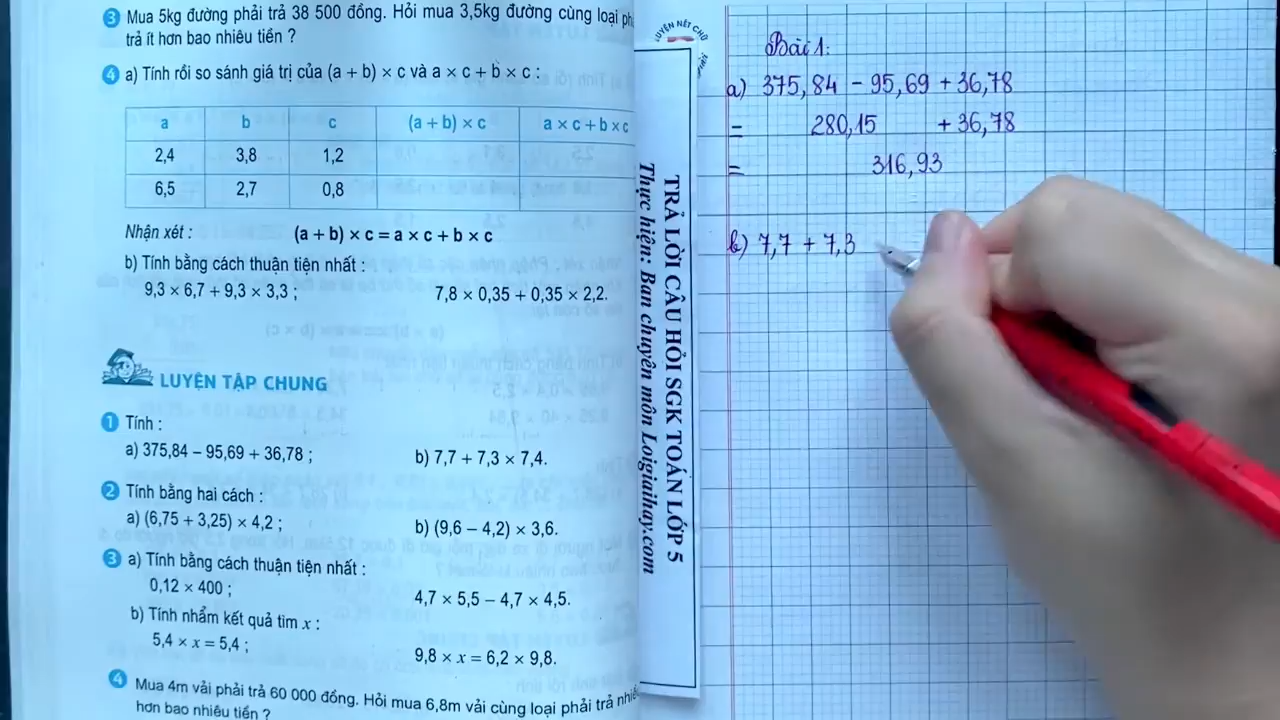 3 Mua 5kg đường phải trả 38 500 đồng. Hỏi mua 3,5kg đường cùng loại
trả ít hơn bao nhiêu tiền ?
4 a) Tính rồi so sánh giá trị của (a + b) × c và a × c + b × c :
a b c (a + b) × c a × c + b × c
2,4 3,8 1,2
6,5 2,7 0,8
Nhận xét : (a + b) × c = a × c + b × c
b) Tính bằng cách thuận tiện nhất :
9,3 × 6,7 + 9,3 × 3,3 ; 7,8 × 0,35 + 0,35 × 2,2.
LUYỆN TẬP CHUNG
1 Tính :
a) 375,84 – 95,69 + 36,78 ; b) 7,7 + 7,3 × 7,4.
2 Tính bằng hai cách :
a) (6,75 + 3,25) × 4,2 ; b) (9,6 – 4,2) × 3,6.
3 a) Tính bằng cách thuận tiện nhất :
0,12 × 400 ; 4,7 × 5,5 – 4,7 × 4,5.
b) Tính nhẩm kết quả tìm x :
5,4 × x = 5,4 ; 9,8 × x = 6,2 × 9,8.
4 Mua 4m vải phải trả 60 000 đồng. Hỏi mua 6,8m vải cùng loại phải trả
hơn bao nhiêu tiền ?
LUYỆN NÉT CHỮ
TRẢ LỜI CÂU HỎI SGK TOÁN LỚP 5
Thực hiện: Ban chuyên môn Loigiaihay.com
Bài 1:
a) 375,84 - 95,69 + 36,78
= 280,15 + 36,78
= 316,93
b) 7,7 + 7,3